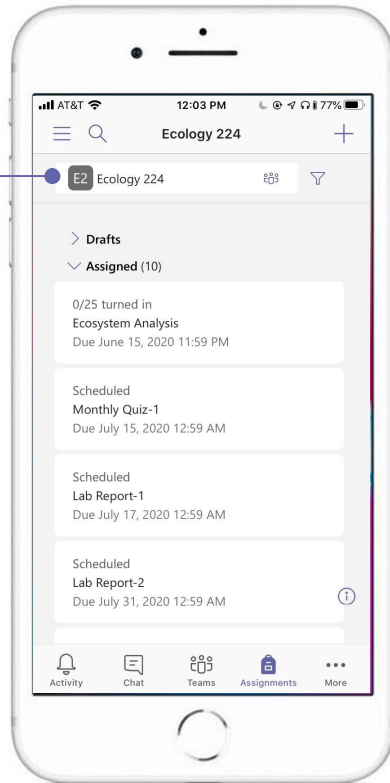 AT&T 12:03 PM 77%
Ecology 224
E2 Ecology 224
Drafts
Assigned (10)
0/25 turned in
Ecosystem Analysis
Due June 15, 2020 11:59 PM
Scheduled
Monthly Quiz-1
Due July 15, 2020 12:59 AM
Scheduled
Lab Report-1
Due July 17, 2020 12:59 AM
Scheduled
Lab Report-2
Due July 31, 2020 12:59 AM
Activity Chat Teams Assignments More